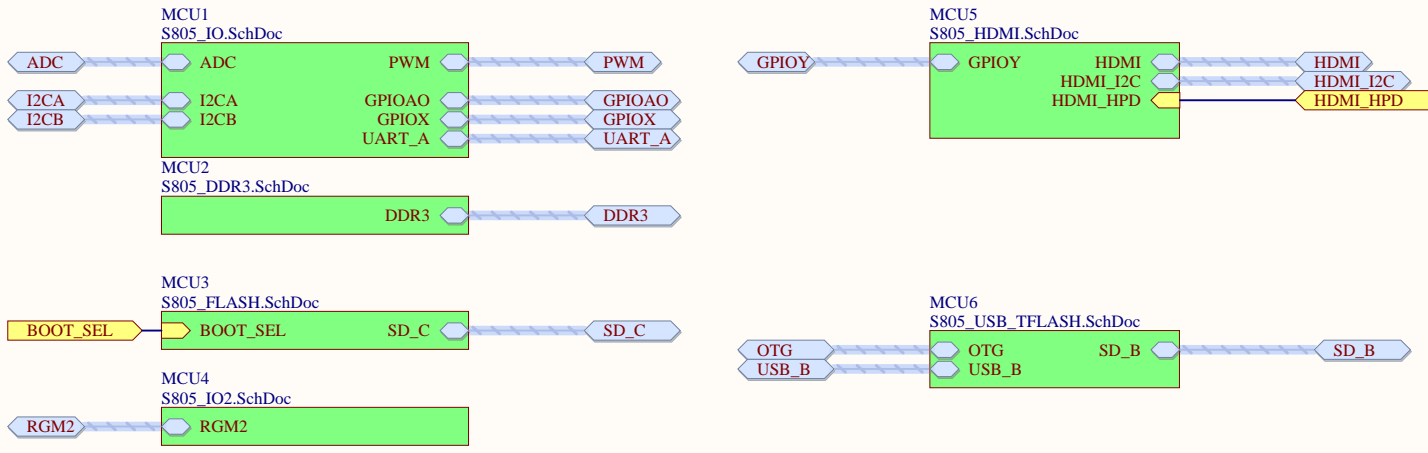 MCU1
S805_IO.SchDoc
ADC ADC PWM PWM
I2CA I2CA GPIOAO GPIOAO
I2CB I2CB GPIOX GPIOX
UART_A UART_A
MCU2
S805_DDR3.SchDoc
DDR3 DDR3
MCU3
S805_FLASH.SchDoc
BOOT_SEL BOOT_SEL SD_C SD_C
MCU4
S805_IO2.SchDoc
RGM2 RGM2
MCU5
S805_HDMI.SchDoc
GPIOY GPIOY HDMI HDMI
HDMI_I2C HDMI_I2C
HDMI_HPD HDMI_HPD
MCU6
S805_USB_TFLASH.SchDoc
OTG OTG SD_B SD_B
USB_B USB_B